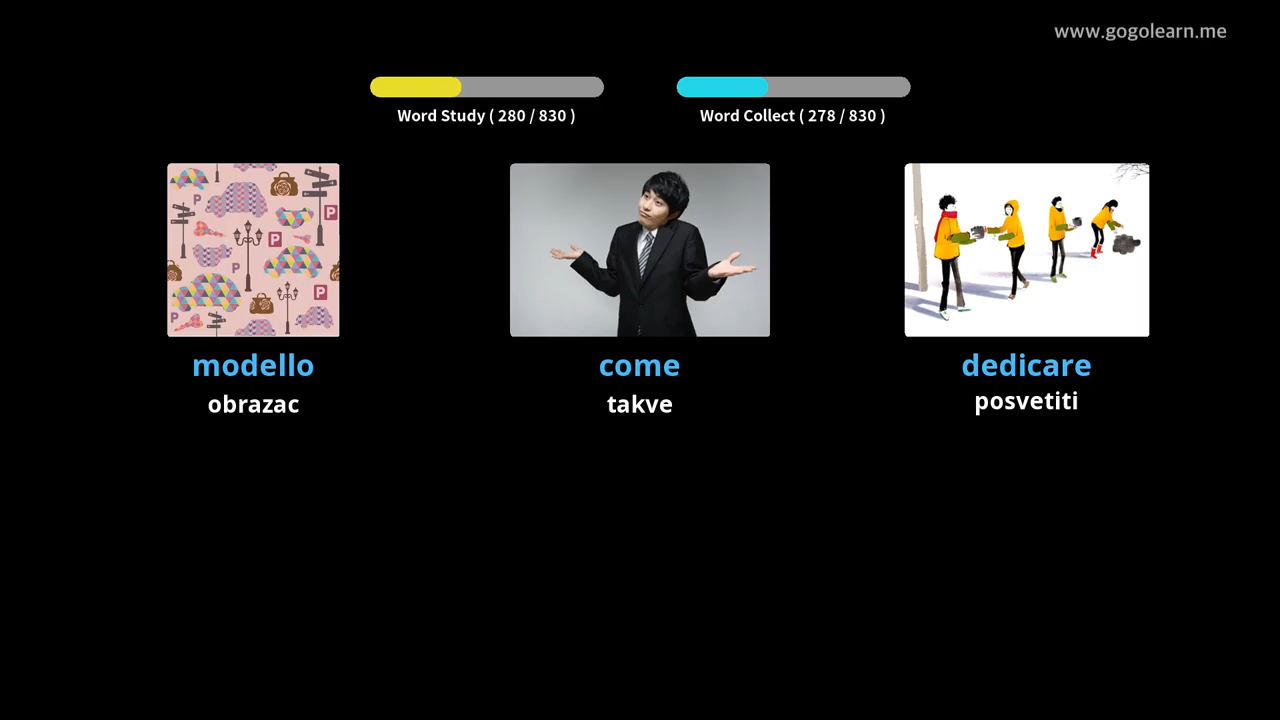 www.gogolearn.me
Word Study ( 280 / 830 )
Word Collect ( 278 / 830 )
P
P
P
P
P
P
modello
come
dedicare
obrazac
takve
posvetiti